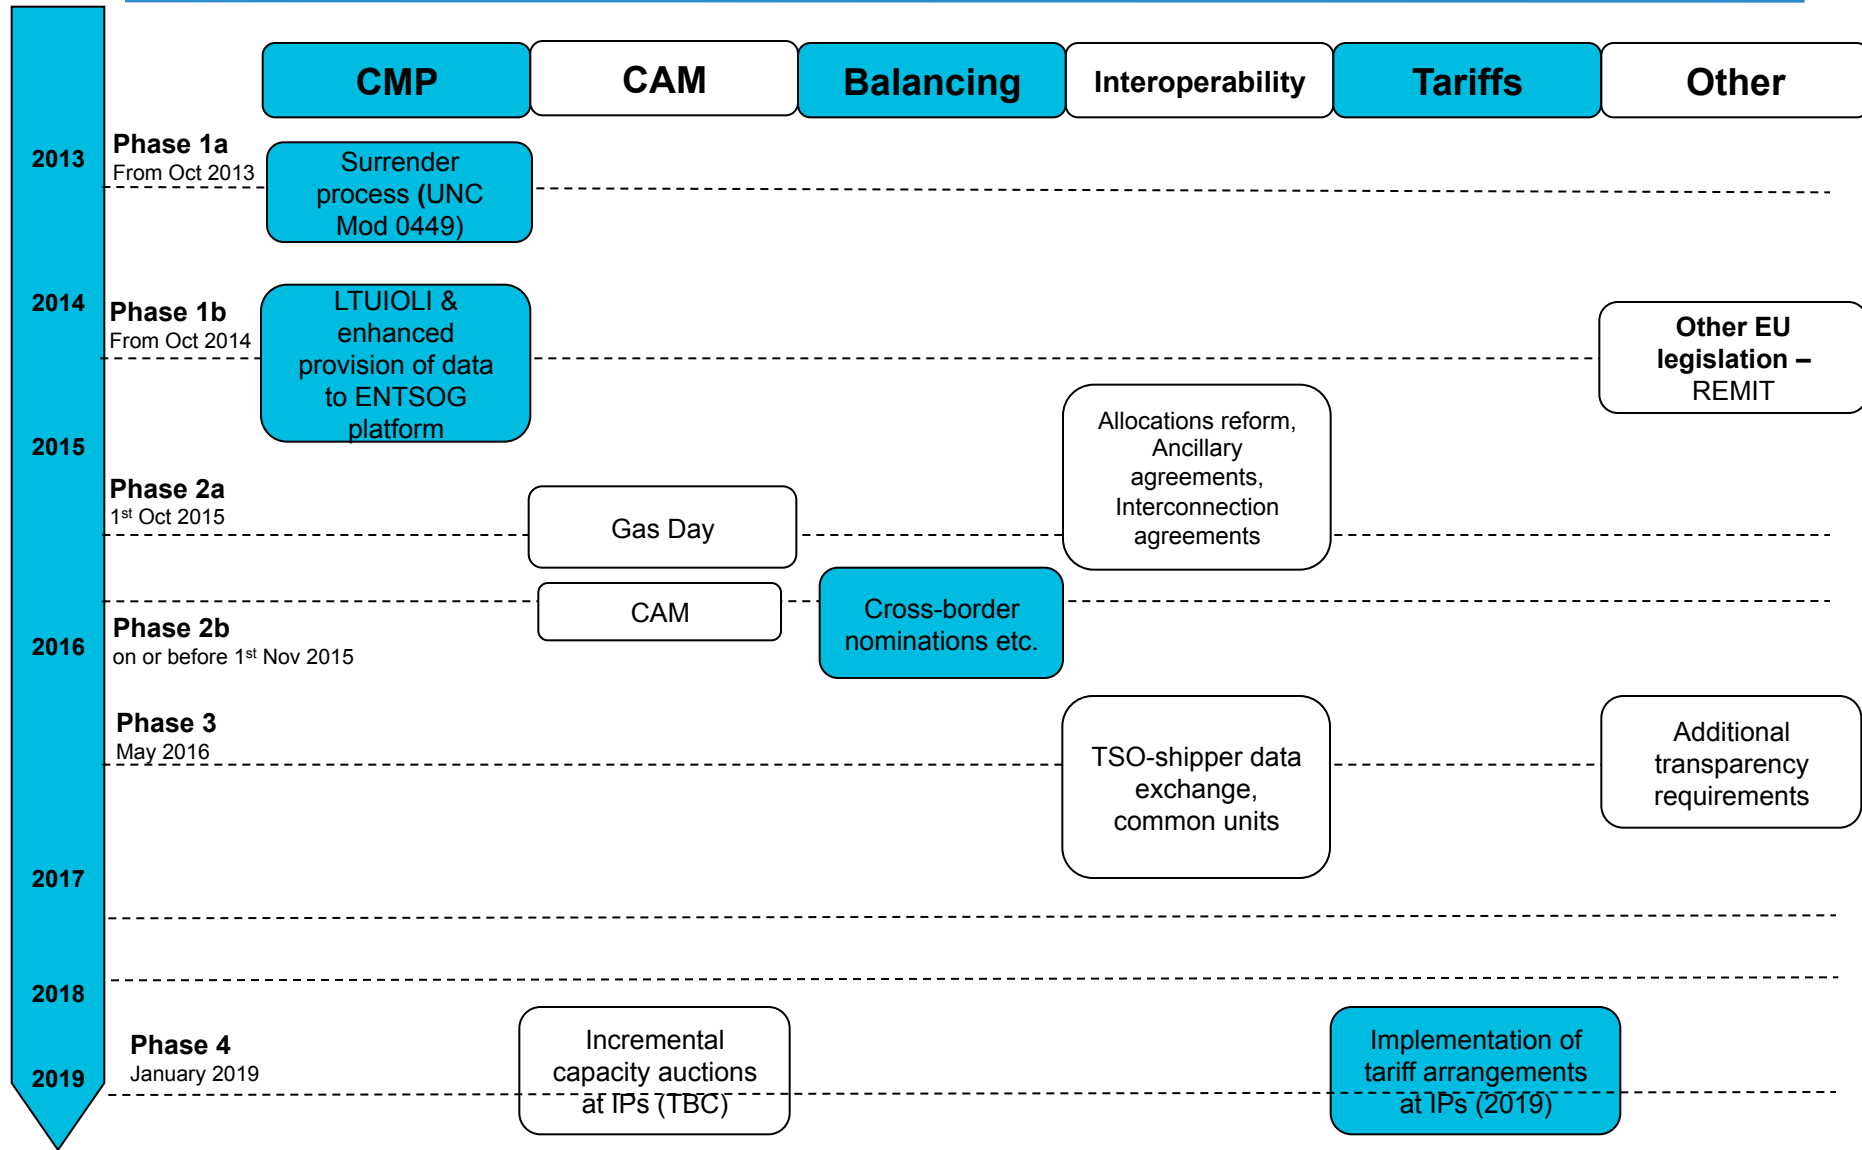 CMP
CAM
Balancing
Interoperability
Tariffs
Other
2013
Phase 1a
From Oct 2013
Surrender
process (UNC
Mod 0449)
2014
Phase 1b
From Oct 2014
LTUIOLI &
enhanced
provision of data
to ENTSOG
platform
Other EU
legislation –
REMIT
2015
Allocations reform,
Ancillary
agreements,
Interconnection
agreements
Phase 2a
1st Oct 2015
Gas Day
CAM
Cross-border
nominations etc.
2016
Phase 2b
on or before 1st Nov 2015
Phase 3
May 2016
TSO-shipper data
exchange,
common units
Additional
transparency
requirements
2017
2018
Phase 4
January 2019
2019
Incremental
capacity auctions
at IPs (TBC)
Implementation of
tariff arrangements
at IPs (2019)